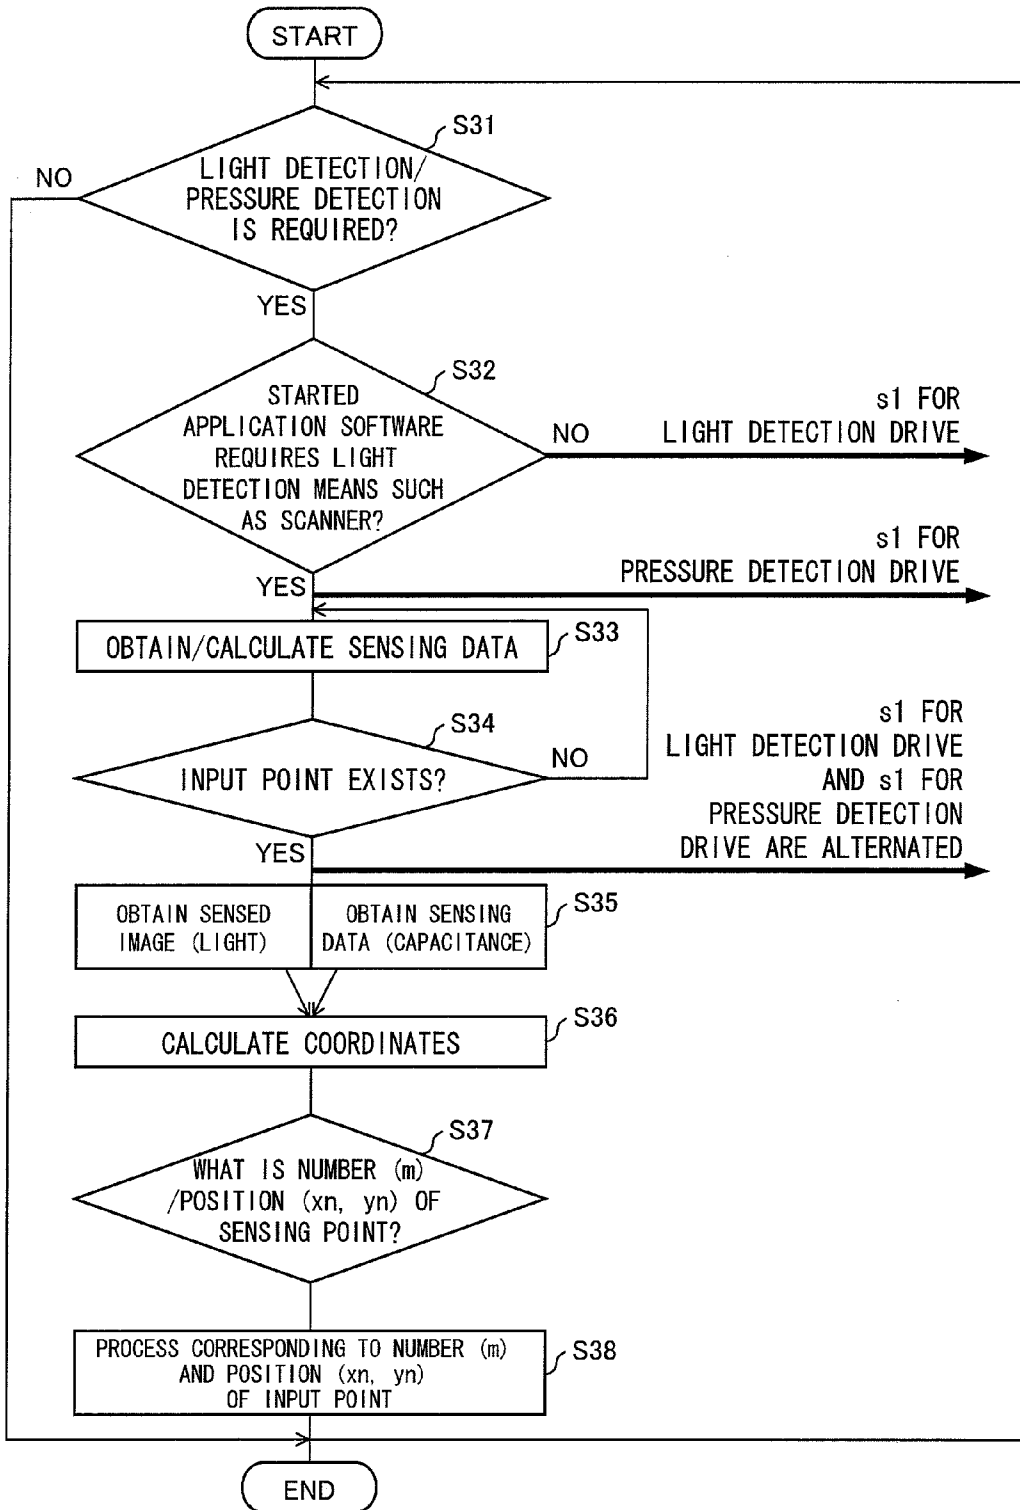 START
S31
NO
LIGHT DETECTION/
PRESSURE DETECTION
IS REQUIRED?
YES
S32
STARTED
APPLICATION SOFTWARE
REQUIRES LIGHT
DETECTION MEANS SUCH
AS SCANNER?
NO
s1 FOR
LIGHT DETECTION DRIVE
YES
s1 FOR
PRESSURE DETECTION DRIVE
OBTAIN/CALCULATE SENSING DATA
S33
S34
INPUT POINT EXISTS?
NO
s1 FOR
LIGHT DETECTION DRIVE
AND s1 FOR
PRESSURE DETECTION
DRIVE ARE ALTERNATED
YES
OBTAIN SENSED
IMAGE (LIGHT)
OBTAIN SENSING
DATA (CAPACITANCE)
S35
CALCULATE COORDINATES
S36
S37
WHAT IS NUMBER (m)
/POSITION (xn, yn) OF
SENSING POINT?
PROCESS CORRESPONDING TO NUMBER (m)
AND POSITION (xn, yn)
OF INPUT POINT
S38
END